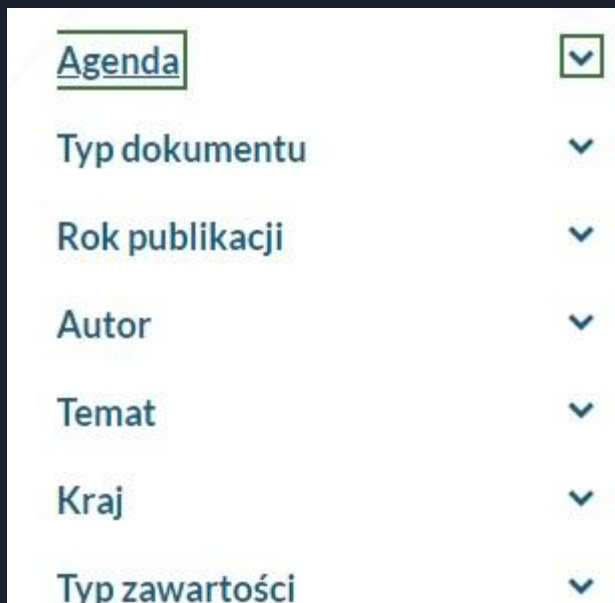 Agenda
Typ dokumentu
Rok publikacji
Autor
Temat
Kraj
Typ zawartości